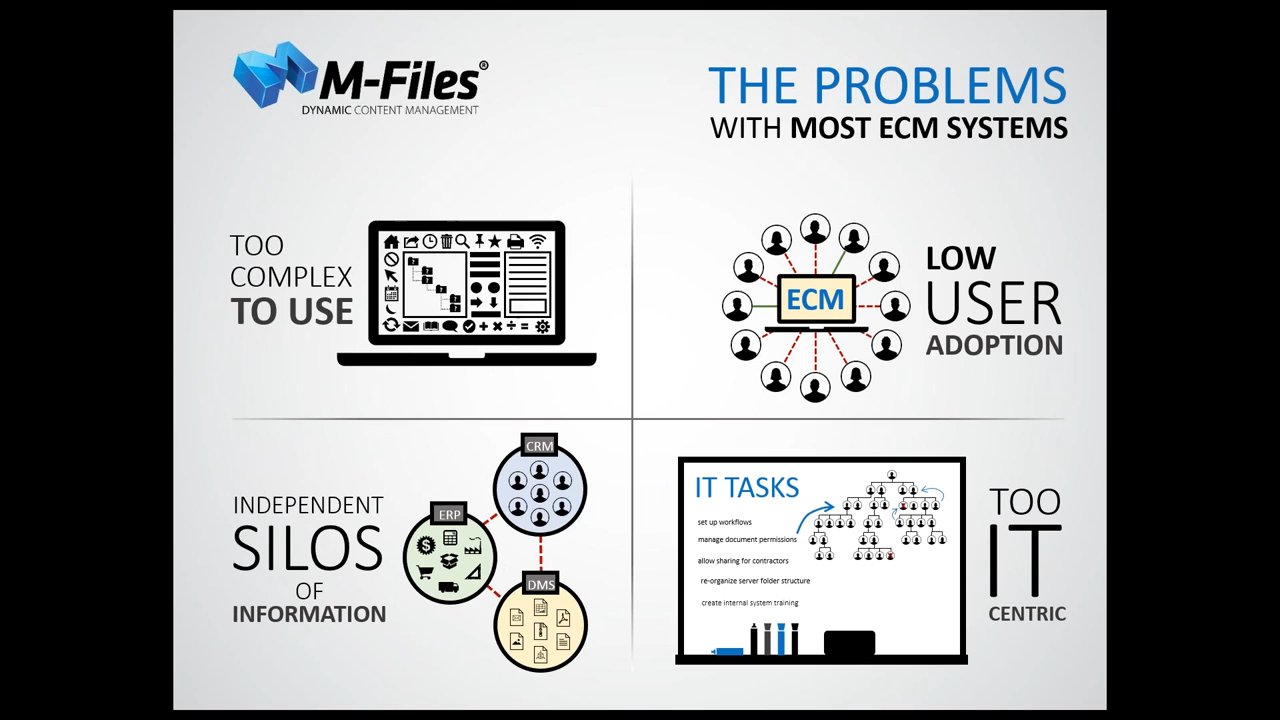 M-Files®
DYNAMIC CONTENT MANAGEMENT
THE PROBLEMS
WITH MOST ECM SYSTEMS
TOO
COMPLEX
TO USE
ECM
LOW
USER
ADOPTION
INDEPENDENT
SILOS
OF
INFORMATION
CRM
ERP
DMS
IT TASKS
set up workflows
manage document permissions
allow sharing for contractors
re-organize server folder structure
create internal system training
TOO
IT
CENTRIC